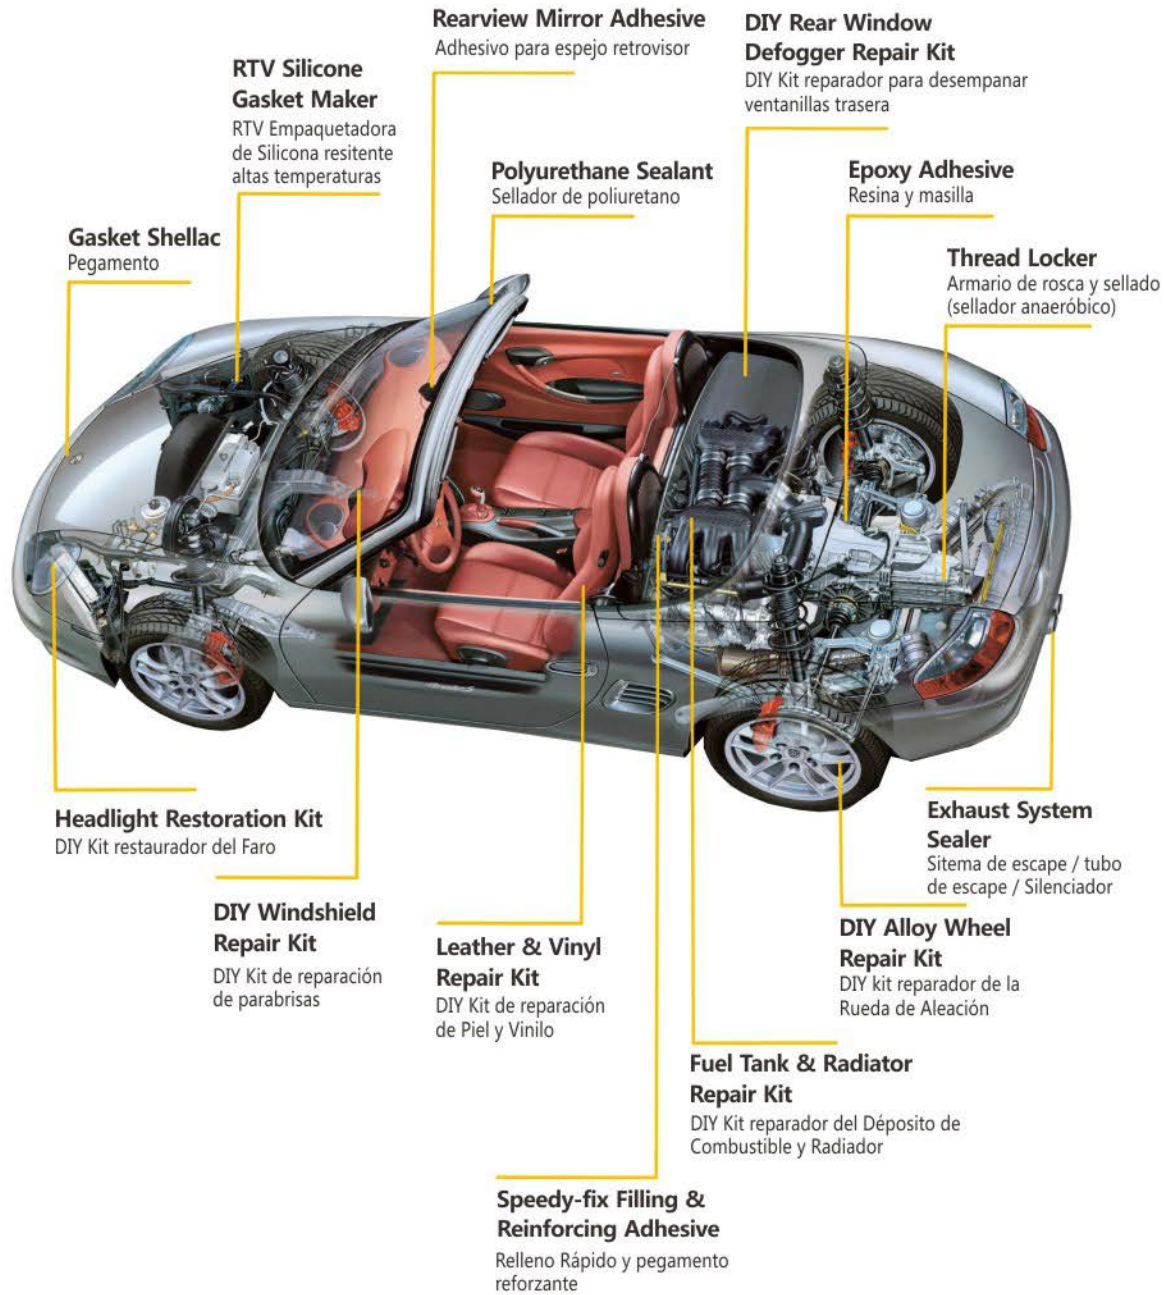 Rearview Mirror Adhesive
Adhesivo para espejo retrovisor
DIY Rear Window
Defogger Repair Kit
DIY Kit reparador para desempanar
ventanillas trasera
RTV Silicone
Gasket Maker
RTV Empaquetadora
de Silicona resitente
altas temperaturas
Polyurethane Sealant
Sellador de poliuretano
Epoxy Adhesive
Resina y masilla
Gasket Shellac
Pegamento
Thread Locker
Armario de rosca y sellado
(sellador anaeróbico)
Headlight Restoration Kit
DIY Kit restaurador del Faro
Exhaust System
Sealer
Sitema de escape / tubo
de escape / Silenciador
DIY Windshield
Repair Kit
DIY Kit de reparación
de parabrisas
Leather & Vinyl
Repair Kit
DIY Kit de reparación
de Piel y Vinilo
DIY Alloy Wheel
Repair Kit
DIY kit reparador de la
Rueda de Aleación
Fuel Tank & Radiator
Repair Kit
DIY Kit reparador del Déposito de
Combustible y Radiador
Speedy-fix Filling &
Reinforcing Adhesive
Relleno Rápido y pegamento
reforzante